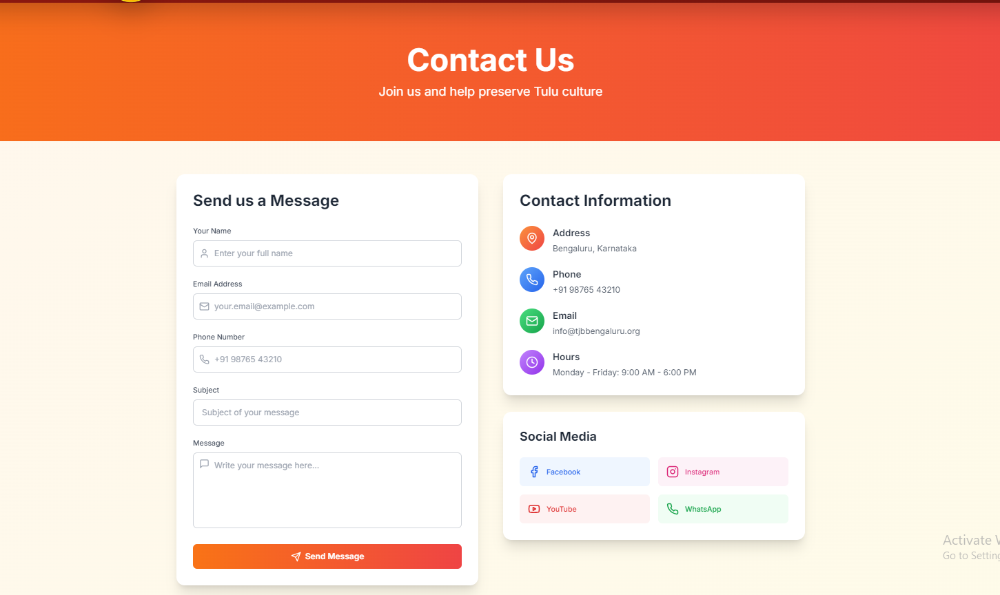 Contact Us
Join us and help preserve Tulu culture
Send us a Message
Your Name
Enter your full name
Email Address
your.email@example.com
Phone Number
+91 98765 43210
Subject
Subject of your message
Message
Write your message here...
Send Message
Contact Information
Address
Bengaluru, Karnataka
Phone
+91 98765 43210
Email
info@tjbbengaluru.org
Hours
Monday - Friday: 9:00 AM - 6:00 PM
Social Media
Facebook
Instagram
YouTube
WhatsApp
Activate
Go to